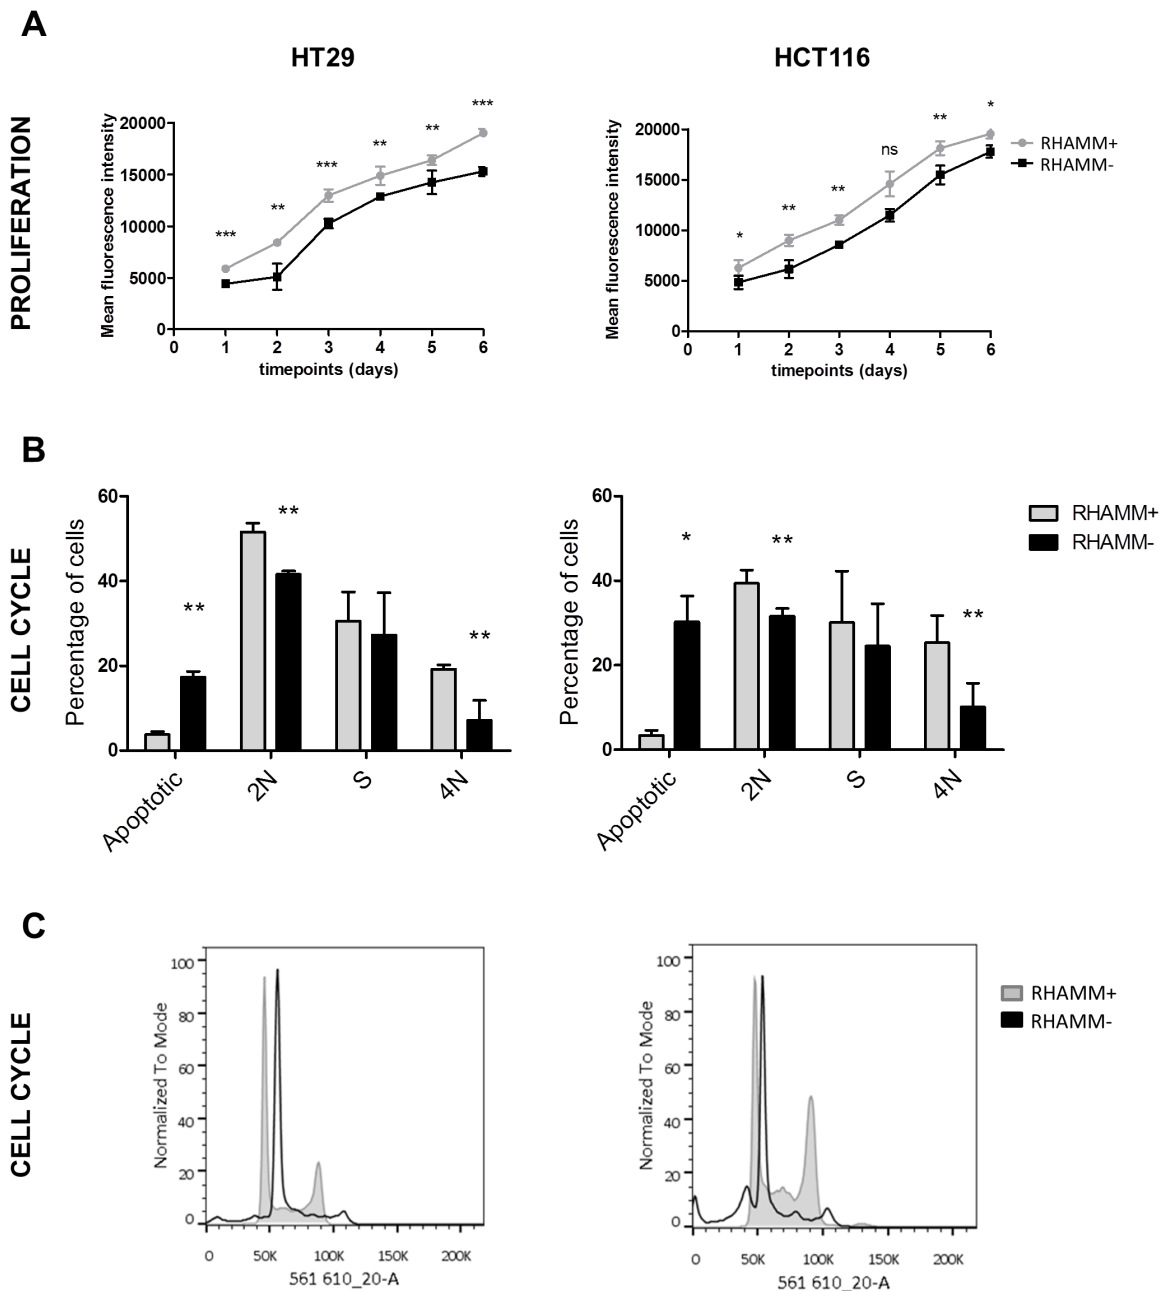 A
HT29
HCT116
PROLIFERATION
Mean fluorescence intensity
20000
15000
10000
5000
0
***
**
***
**
**
***
0 1 2 3 4 5 6
timepoints (days)
Mean fluorescence intensity
20000
15000
10000
5000
0
*
**
**
ns
**
*
0 1 2 3 4 5 6
timepoints (days)
RHAMM+
RHAMM-
B
CELL CYCLE
Percentage of cells
60
40
20
0
**
**
**
Apoptotic 2N S 4N
Percentage of cells
60
40
20
0
*
**
**
Apoptotic 2N S 4N
RHAMM+
RHAMM-
C
CELL CYCLE
Normalized To Mode
100
80
60
40
20
0
0 50K 100K 150K 200K
561 610_20-A
Normalized To Mode
100
80
60
40
20
0
0 50K 100K 150K 200K
561 610_20-A
RHAMM+
RHAMM-